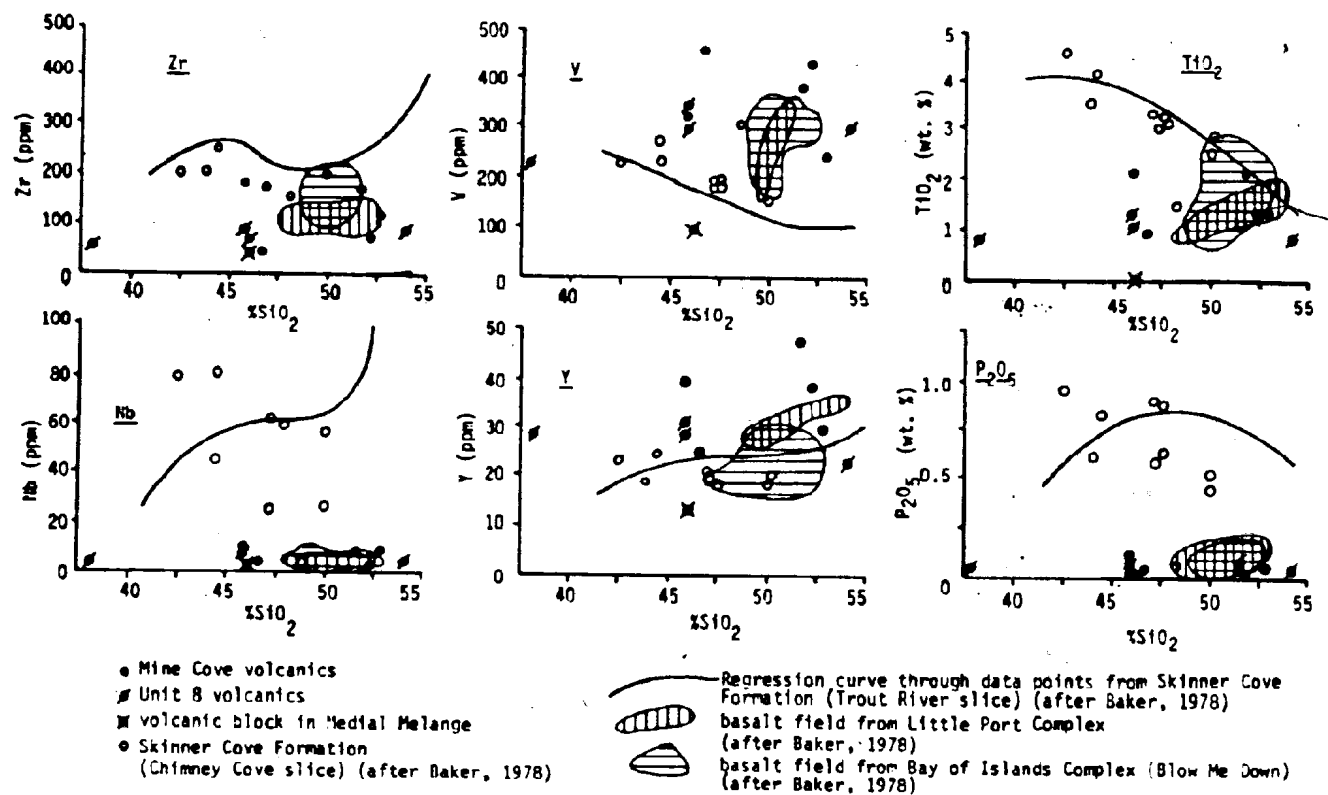 500
400
300
200
100
0
Zr (ppm)
Zr
40 45 50 55
%SiO2
500
400
300
200
100
0
V (ppm)
V
40 45 50 55
%SiO2
5
4
3
2
1
0
TiO2 (wt. %)
TiO2
40 45 50 55
%SiO2
100
80
60
40
20
0
Nb (ppm)
Nb
40 45 50 55
%SiO2
50
40
30
20
10
0
Y (ppm)
Y
40 45 50 55
%SiO2
1.0
0.5
0
P2O5 (wt. %)
P2O5
40 45 50 55
%SiO2
Mine Cove volcanics
Unit 8 volcanics
volcanic block in Medial Melange
Skinner Cove Formation
(Chimney Cove slice) (after Baker, 1978)
Regression curve through data points from Skinner Cove
Formation (Trout River slice) (after Baker, 1978)
basalt field from Little Port Complex
(after Baker, 1978)
basalt field from Bay of Islands Complex (Blow Me Down)
(after Baker, 1978)